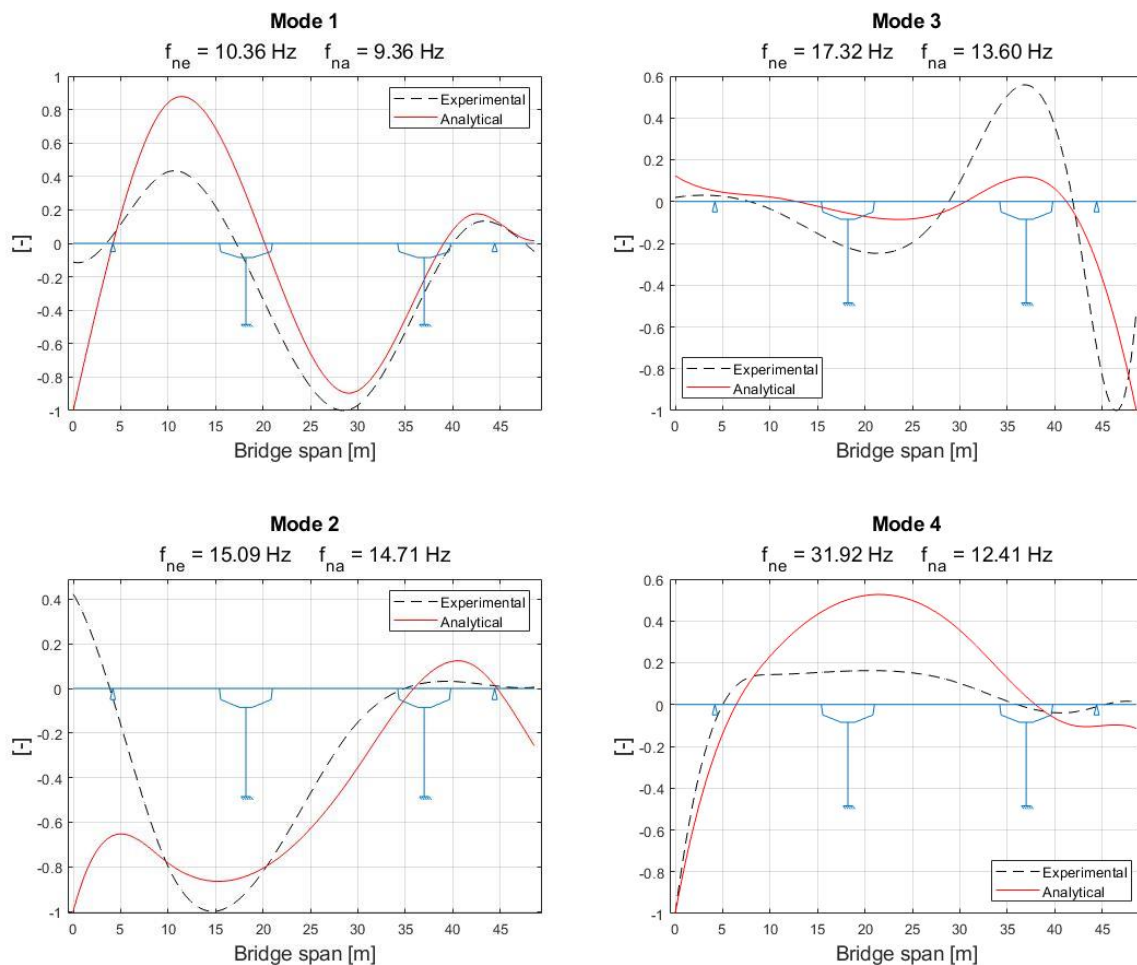 Mode 1
f_ne = 10.36 Hz f_na = 9.36 Hz
1
0.8
0.6
0.4
0.2
0
-0.2
-0.4
-0.6
-0.8
-1
[-]
Experimental
Analytical
0 5 10 15 20 25 30 35 40 45
Bridge span [m]
Mode 3
f_ne = 17.32 Hz f_na = 13.60 Hz
0.6
0.4
0.2
0
-0.2
-0.4
-0.6
-0.8
-1
[-]
Experimental
Analytical
0 5 10 15 20 25 30 35 40 45
Bridge span [m]
Mode 2
f_ne = 15.09 Hz f_na = 14.71 Hz
0.4
0.2
0
-0.2
-0.4
-0.6
-0.8
-1
[-]
Experimental
Analytical
0 5 10 15 20 25 30 35 40 45
Bridge span [m]
Mode 4
f_ne = 31.92 Hz f_na = 12.41 Hz
0.6
0.4
0.2
0
-0.2
-0.4
-0.6
-0.8
-1
[-]
Experimental
Analytical
0 5 10 15 20 25 30 35 40 45
Bridge span [m]